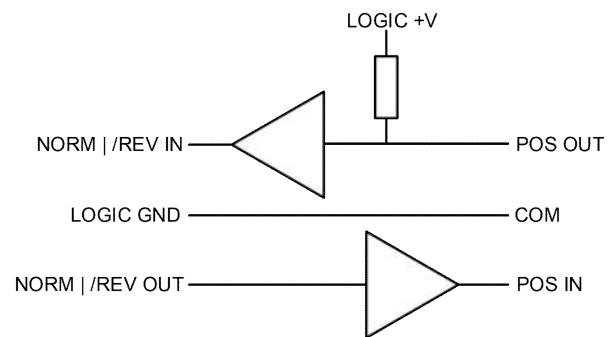 LOGIC +V
NORM | /REV IN
POS OUT
LOGIC GND
COM
NORM | /REV OUT
POS IN